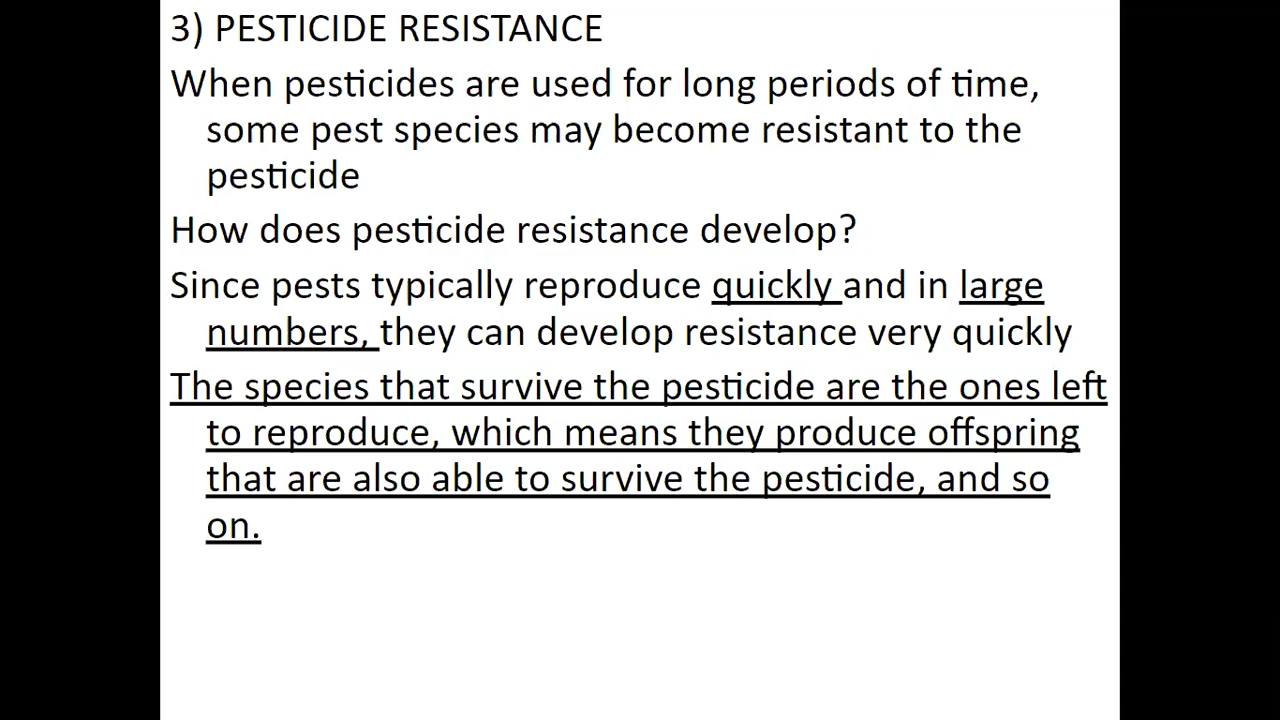 3) PESTICIDE RESISTANCE
When pesticides are used for long periods of time,
some pest species may become resistant to the
pesticide
How does pesticide resistance develop?
Since pests typically reproduce quickly and in large
numbers, they can develop resistance very quickly
The species that survive the pesticide are the ones left
to reproduce, which means they produce offspring
that are also able to survive the pesticide, and so
on.